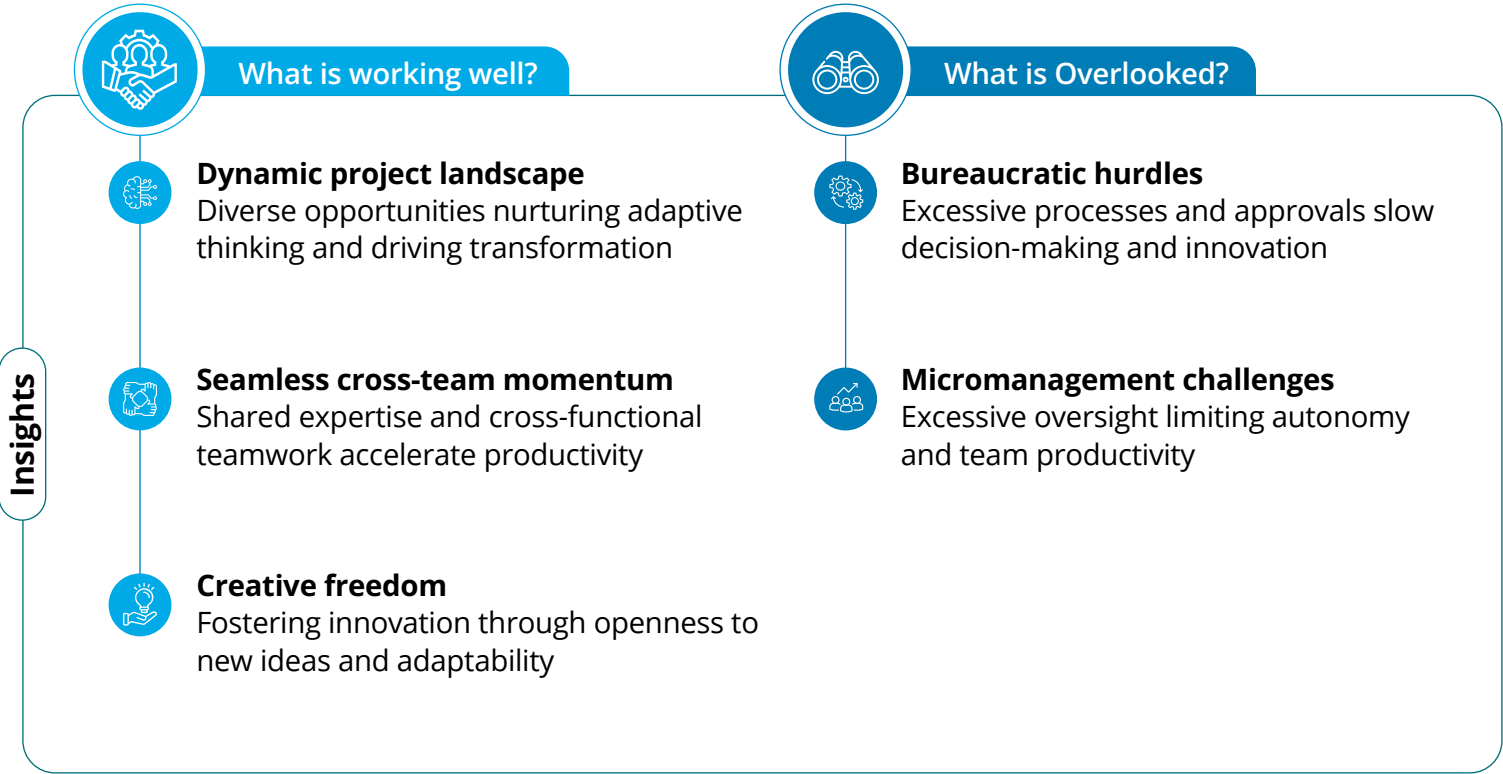 What is working well?
Dynamic project landscape
Diverse opportunities nurturing adaptive
thinking and driving transformation
Seamless cross-team momentum
Shared expertise and cross-functional
teamwork accelerate productivity
Creative freedom
Fostering innovation through openness to
new ideas and adaptability
What is Overlooked?
Bureaucratic hurdles
Excessive processes and approvals slow
decision-making and innovation
Micromanagement challenges
Excessive oversight limiting autonomy
and team productivity
Insights